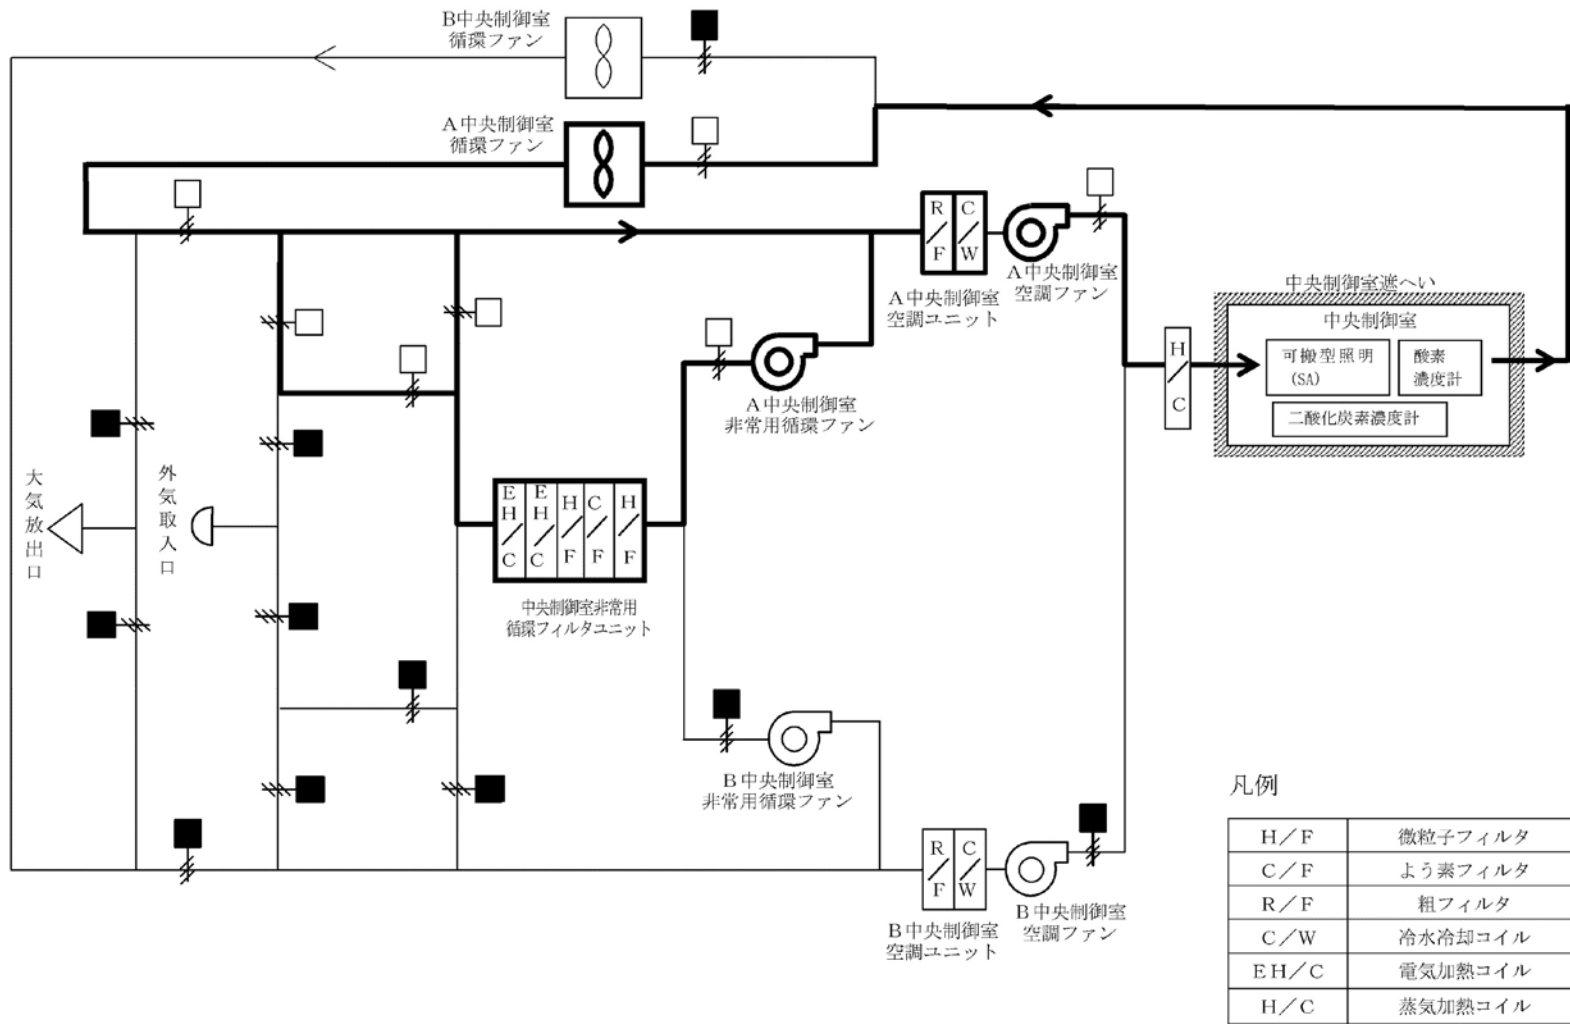 B中央制御室
循環ファン
A中央制御室
循環ファン
R/F
C/W
A中央制御室
空調ファン
A中央制御室
空調ユニット
中央制御室遮へい
中央制御室
可搬型照明
(SA)
酸素
濃度計
二酸化炭素濃度計
H/C
A中央制御室
非常用循環ファン
大気放出口
外気取入口
EH/C
EH/C
H/F
C/F
H/F
中央制御室非常用
循環フィルタユニット
B中央制御室
非常用循環ファン
R/F
C/W
B中央制御室
空調ファン
B中央制御室
空調ユニット
凡例
H/F 微粒子フィルタ
C/F よう素フィルタ
R/F 粗フィルタ
C/W 冷水冷却コイル
EH/C 電気加熱コイル
H/C 蒸気加熱コイル